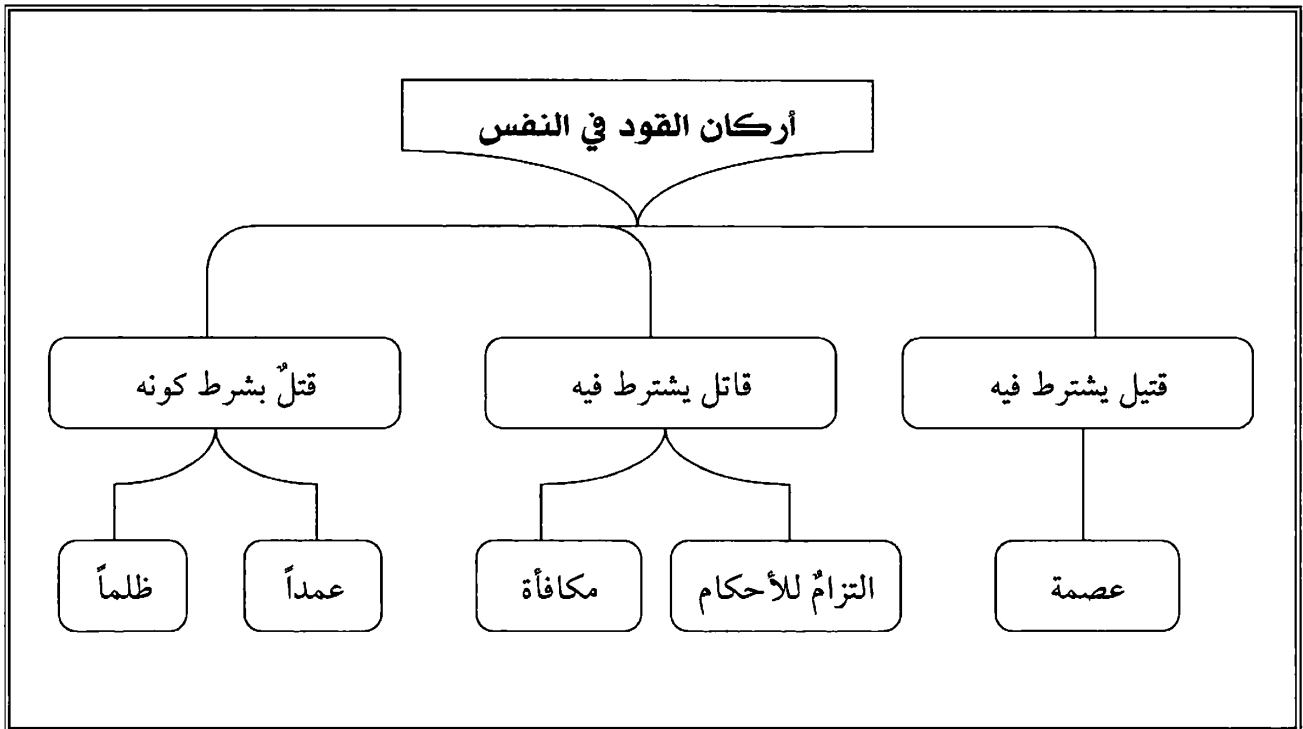 أركان القود في النفس
قتيل يشترط فيه
قاتل يشترط فيه
قتلٌ بشرط كونه
عصمة
التزامٌ للأحكام
مكافأة
عمداً
ظلماً